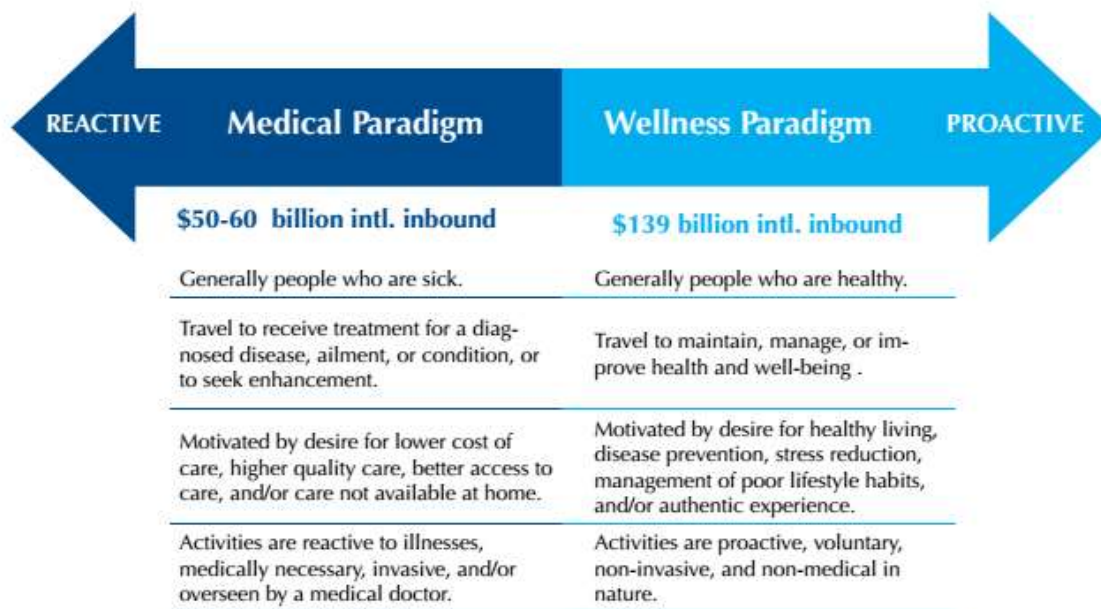 REACTIVE Medical Paradigm Wellness Paradigm PROACTIVE
$50-60 billion intl. inbound
$139 billion intl. inbound
Generally people who are sick.
Generally people who are healthy.
Travel to receive treatment for a diag-
nosed disease, ailment, or condition, or
to seek enhancement.
Travel to maintain, manage, or im-
prove health and well-being .
Motivated by desire for lower cost of
care, higher quality care, better access to
care, and/or care not available at home.
Motivated by desire for healthy living,
disease prevention, stress reduction,
management of poor lifestyle habits,
and/or authentic experience.
Activities are reactive to illnesses,
medically necessary, invasive, and/or
overseen by a medical doctor.
Activities are proactive, voluntary,
non-invasive, and non-medical in
nature.